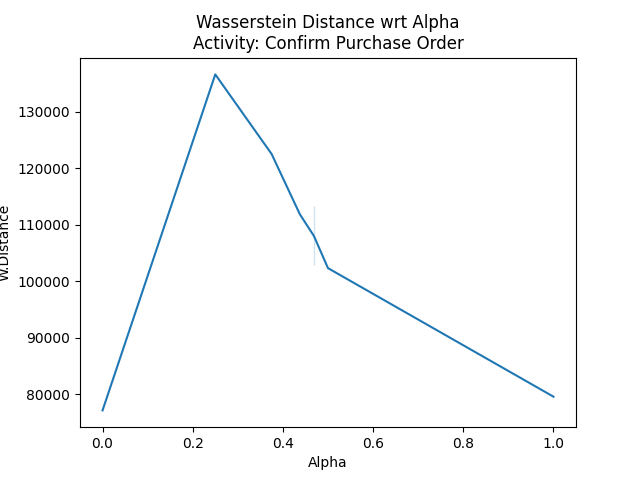 Wasserstein Distance wrt Alpha
Activity: Confirm Purchase Order
130000
120000
110000
100000
90000
80000
W.Distance
0.0 0.2 0.4 0.6 0.8 1.0
Alpha